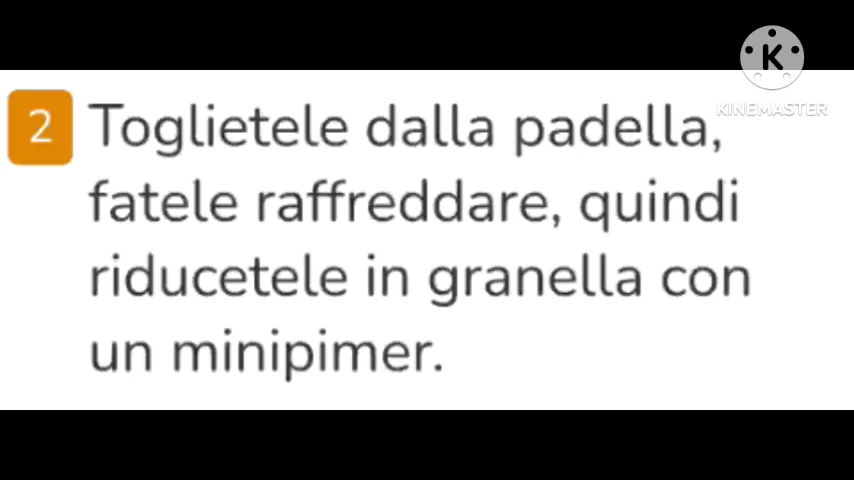 K
KINEMASTER
2 Toglietele dalla padella,
fatele raffreddare, quindi
riducetele in granella con
un minipimer.